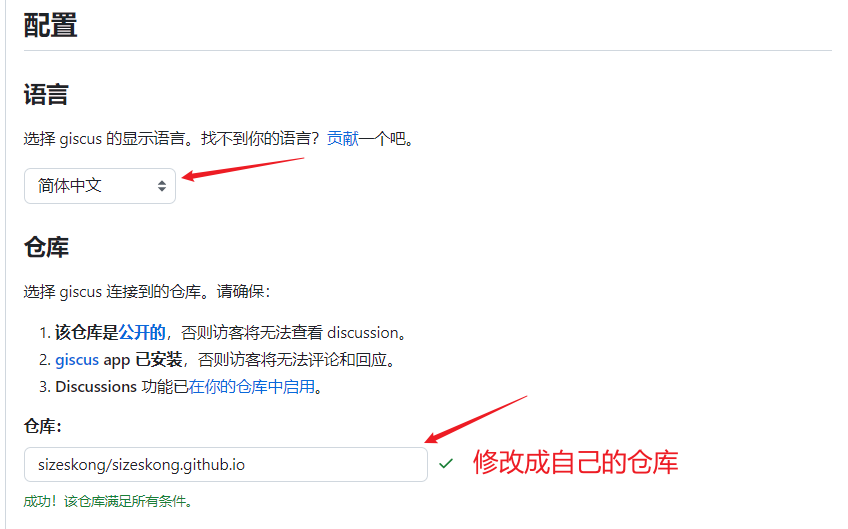 配置
语言
选择 giscus 的显示语言。找不到你的语言？贡献一个吧。
简体中文
仓库
选择 giscus 连接到的仓库。请确保：
1. 该仓库是公开的，否则访客将无法查看 discussion。
2. giscus app 已安装，否则访客将无法评论和回应。
3. Discussions 功能已在你的仓库中启用。
仓库：
sizeskong/sizeskong.github.io
修改成自己的仓库
成功！该仓库满足所有条件。